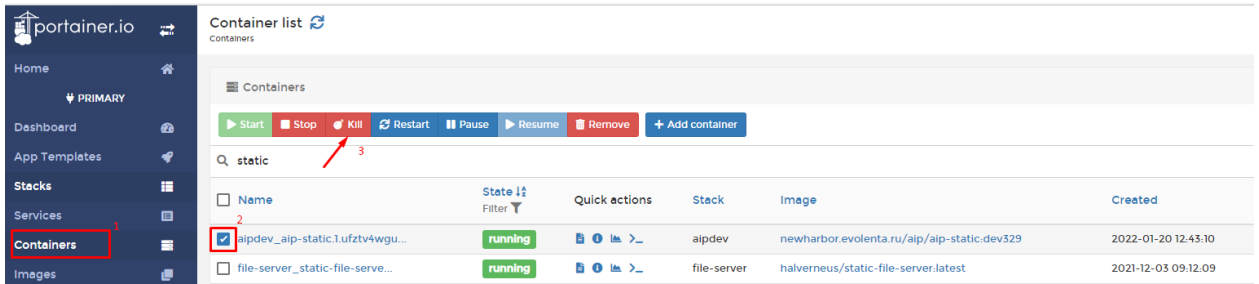 portainer.io
Container list
Containers
Home
PRIMARY
Containers
Dashboard
Start Stop Kill Restart Pause Resume Remove + Add container
App Templates
3
static
Stacks
Name State Filter Quick actions Stack Image Created
Services
1
2
Containers
aipdev_aip-static.1.ufztv4wgu... running aipdev newharbor.evolenta.ru/aip/aip-static:dev329 2022-01-20 12:43:10
Images
file-server_static-file-serve... running file-server halverneus/static-file-server:latest 2021-12-03 09:12:09